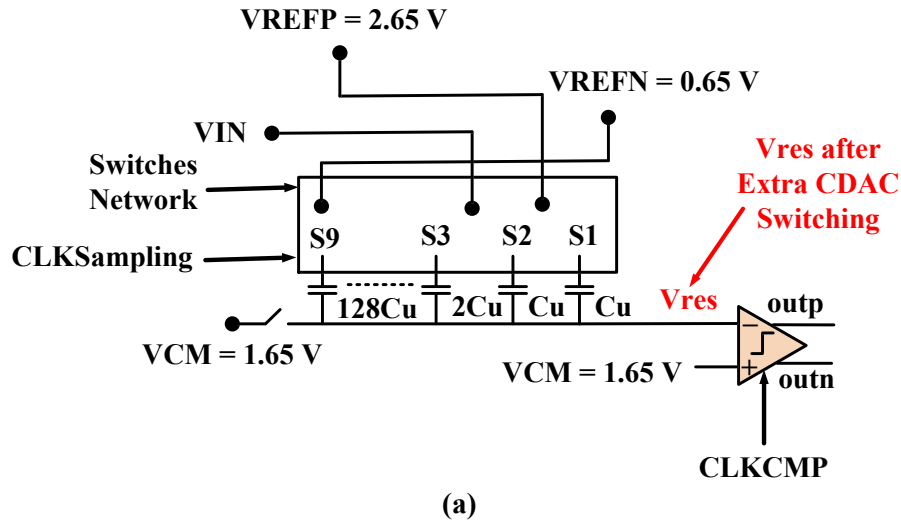 VREFP = 2.65 V
VREFN = 0.65 V
VIN
Vres after
Extra CDAC
Switching
Switches
Network
S9 S3 S2 S1
CLKSampling
128Cu 2Cu Cu Cu
Vres
outp
VCM = 1.65 V
VCM = 1.65 V
outn
CLKCMP
(a)